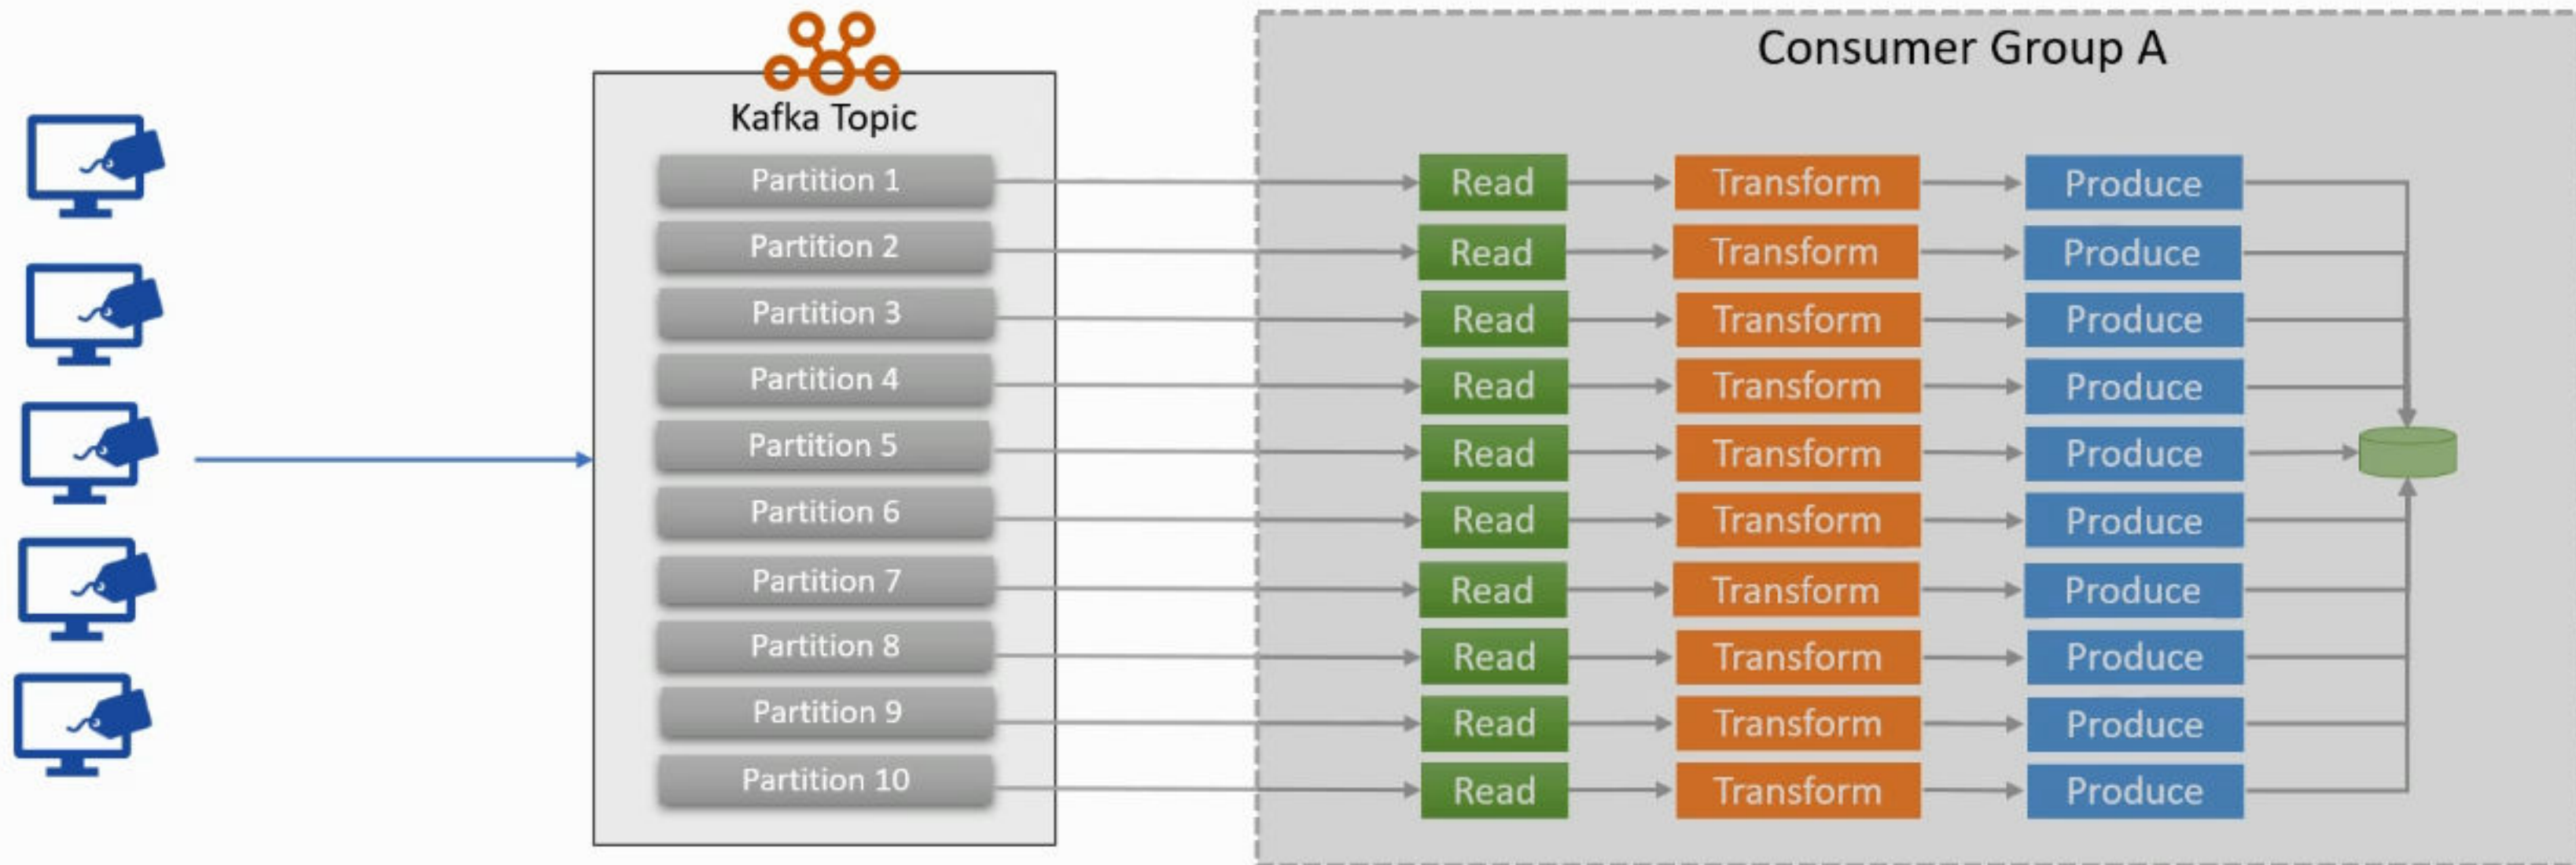 Consumer Group A
Kafka Topic
Partition 1
Read
Transform
Produce
Partition 2
Read
Transform
Produce
Partition 3
Read
Transform
Produce
Partition 4
Read
Transform
Produce
Partition 5
Read
Transform
Produce
Partition 6
Read
Transform
Produce
Partition 7
Read
Transform
Produce
Partition 8
Read
Transform
Produce
Partition 9
Read
Transform
Produce
Partition 10
Read
Transform
Produce